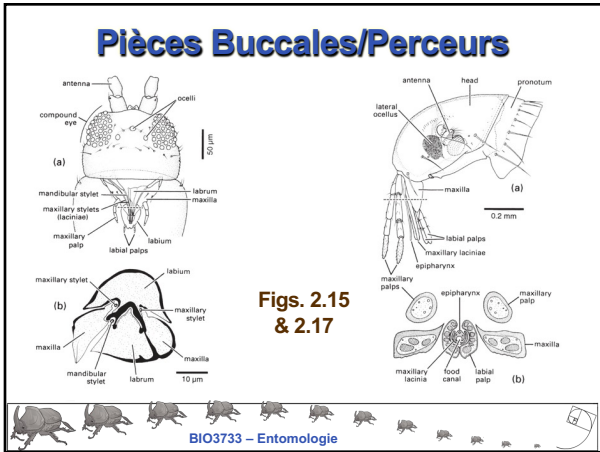 Pièces Buccales/Perceurs
antenna
ocelli
compound
eye
(a)
50 µm
mandibular stylet
maxillary stylets
(laciniae)
maxillary
palp
labrum
maxilla
labium
labial palps
(b)
maxillary stylet
labium
maxillary
stylet
maxilla
mandibular
stylet
labrum
maxilla
10 µm
Figs. 2.15
& 2.17
antenna
head
pronotum
lateral
ocellus
maxilla
(a)
0.2 mm
labial palps
maxillary laciniae
epipharynx
maxillary
palps
epipharynx
maxillary
palp
maxilla
maxillary
lacinia
food
canal
labial
palp
(b)
BIO3733 – Entomologie